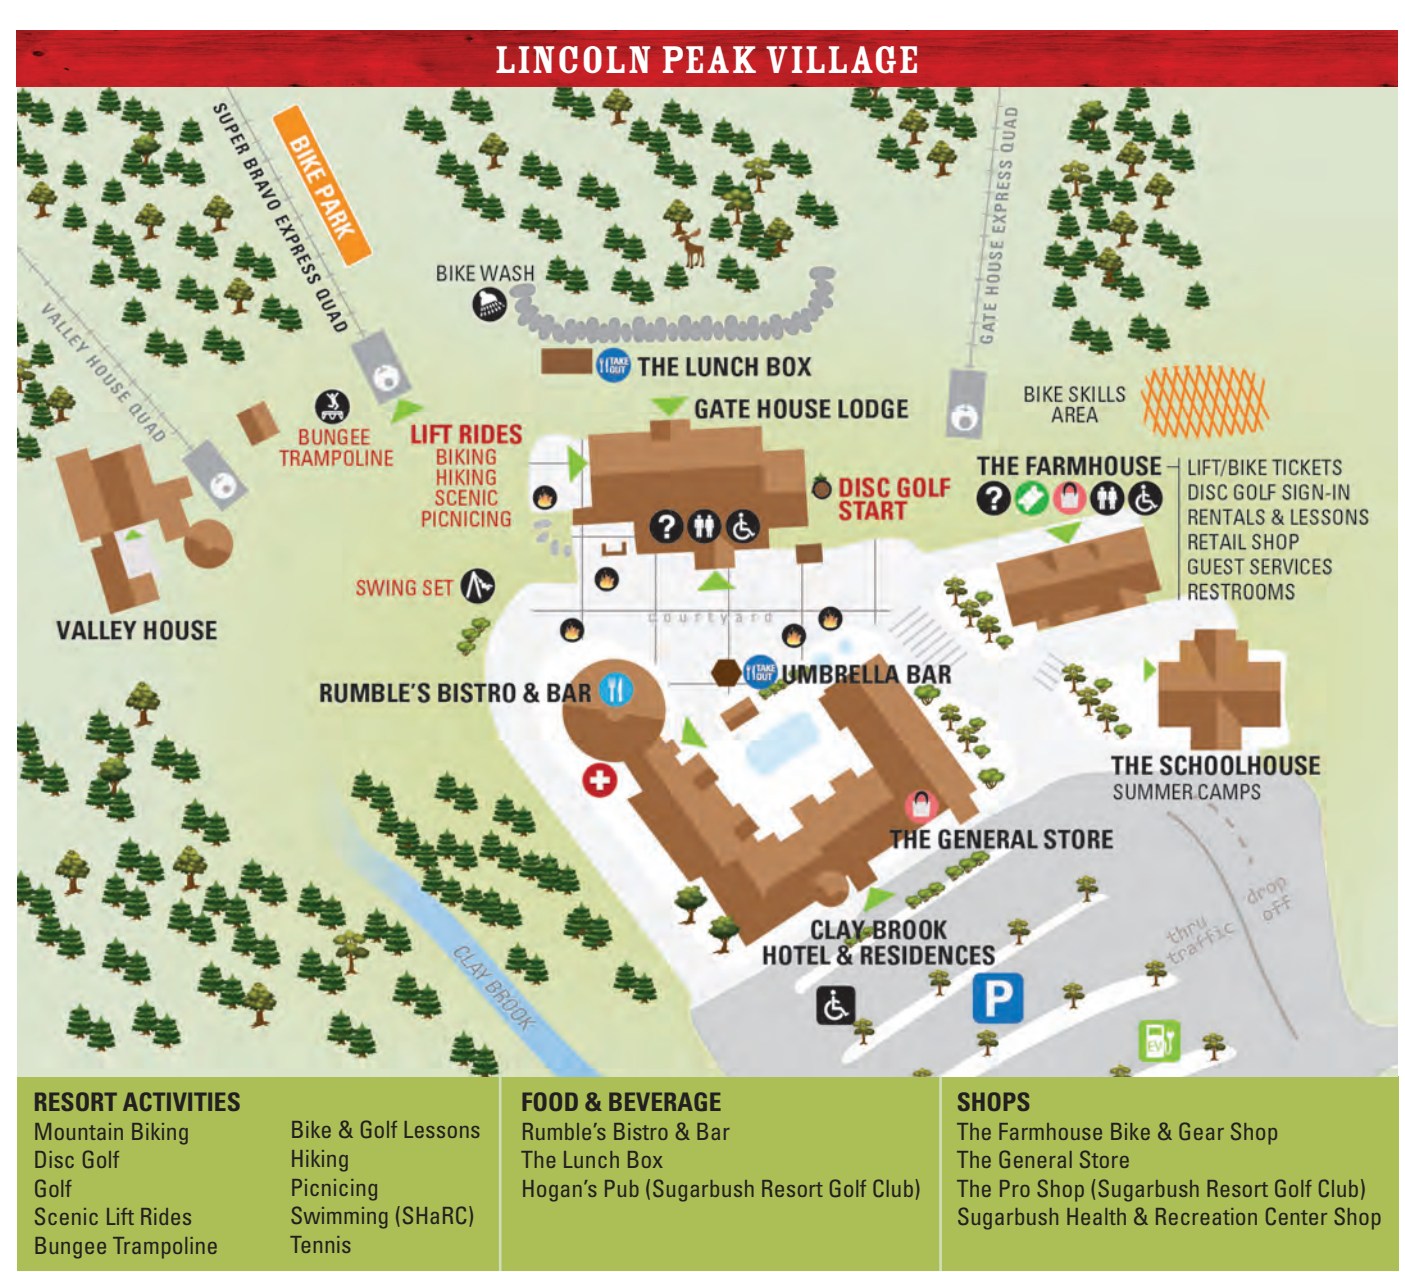 LINCOLN PEAK VILLAGE
SUPER BRAVO EXPRESS QUAD
BIKE PARK
GATE HOUSE EXPRESS QUAD
VALLEY HOUSE QUAD
BIKE WASH
TAKE
OUT
THE LUNCH BOX
GATE HOUSE LODGE
BIKE SKILLS
AREA
BUNGEE
TRAMPOLINE
LIFT RIDES
BIKING
HIKING
SCENIC
PICNICING
DISC GOLF
START
THE FARMHOUSE
?
LIFT/BIKE TICKETS
DISC GOLF SIGN-IN
RENTALS & LESSONS
RETAIL SHOP
GUEST SERVICES
RESTROOMS
?
SWING SET
VALLEY HOUSE
courtyard
TAKE
OUT
UMBRELLA BAR
RUMBLE'S BISTRO & BAR
THE SCHOOLHOUSE
SUMMER CAMPS
THE GENERAL STORE
CLAY BROOK
HOTEL & RESIDENCES
CLAY BROOK
thru
traffic
drop
off
P
EV
RESORT ACTIVITIES
Mountain Biking
Disc Golf
Golf
Scenic Lift Rides
Bungee Trampoline
Bike & Golf Lessons
Hiking
Picnicing
Swimming (SHaRC)
Tennis
FOOD & BEVERAGE
Rumble's Bistro & Bar
The Lunch Box
Hogan's Pub (Sugarbush Resort Golf Club)
SHOPS
The Farmhouse Bike & Gear Shop
The General Store
The Pro Shop (Sugarbush Resort Golf Club)
Sugarbush Health & Recreation Center Shop